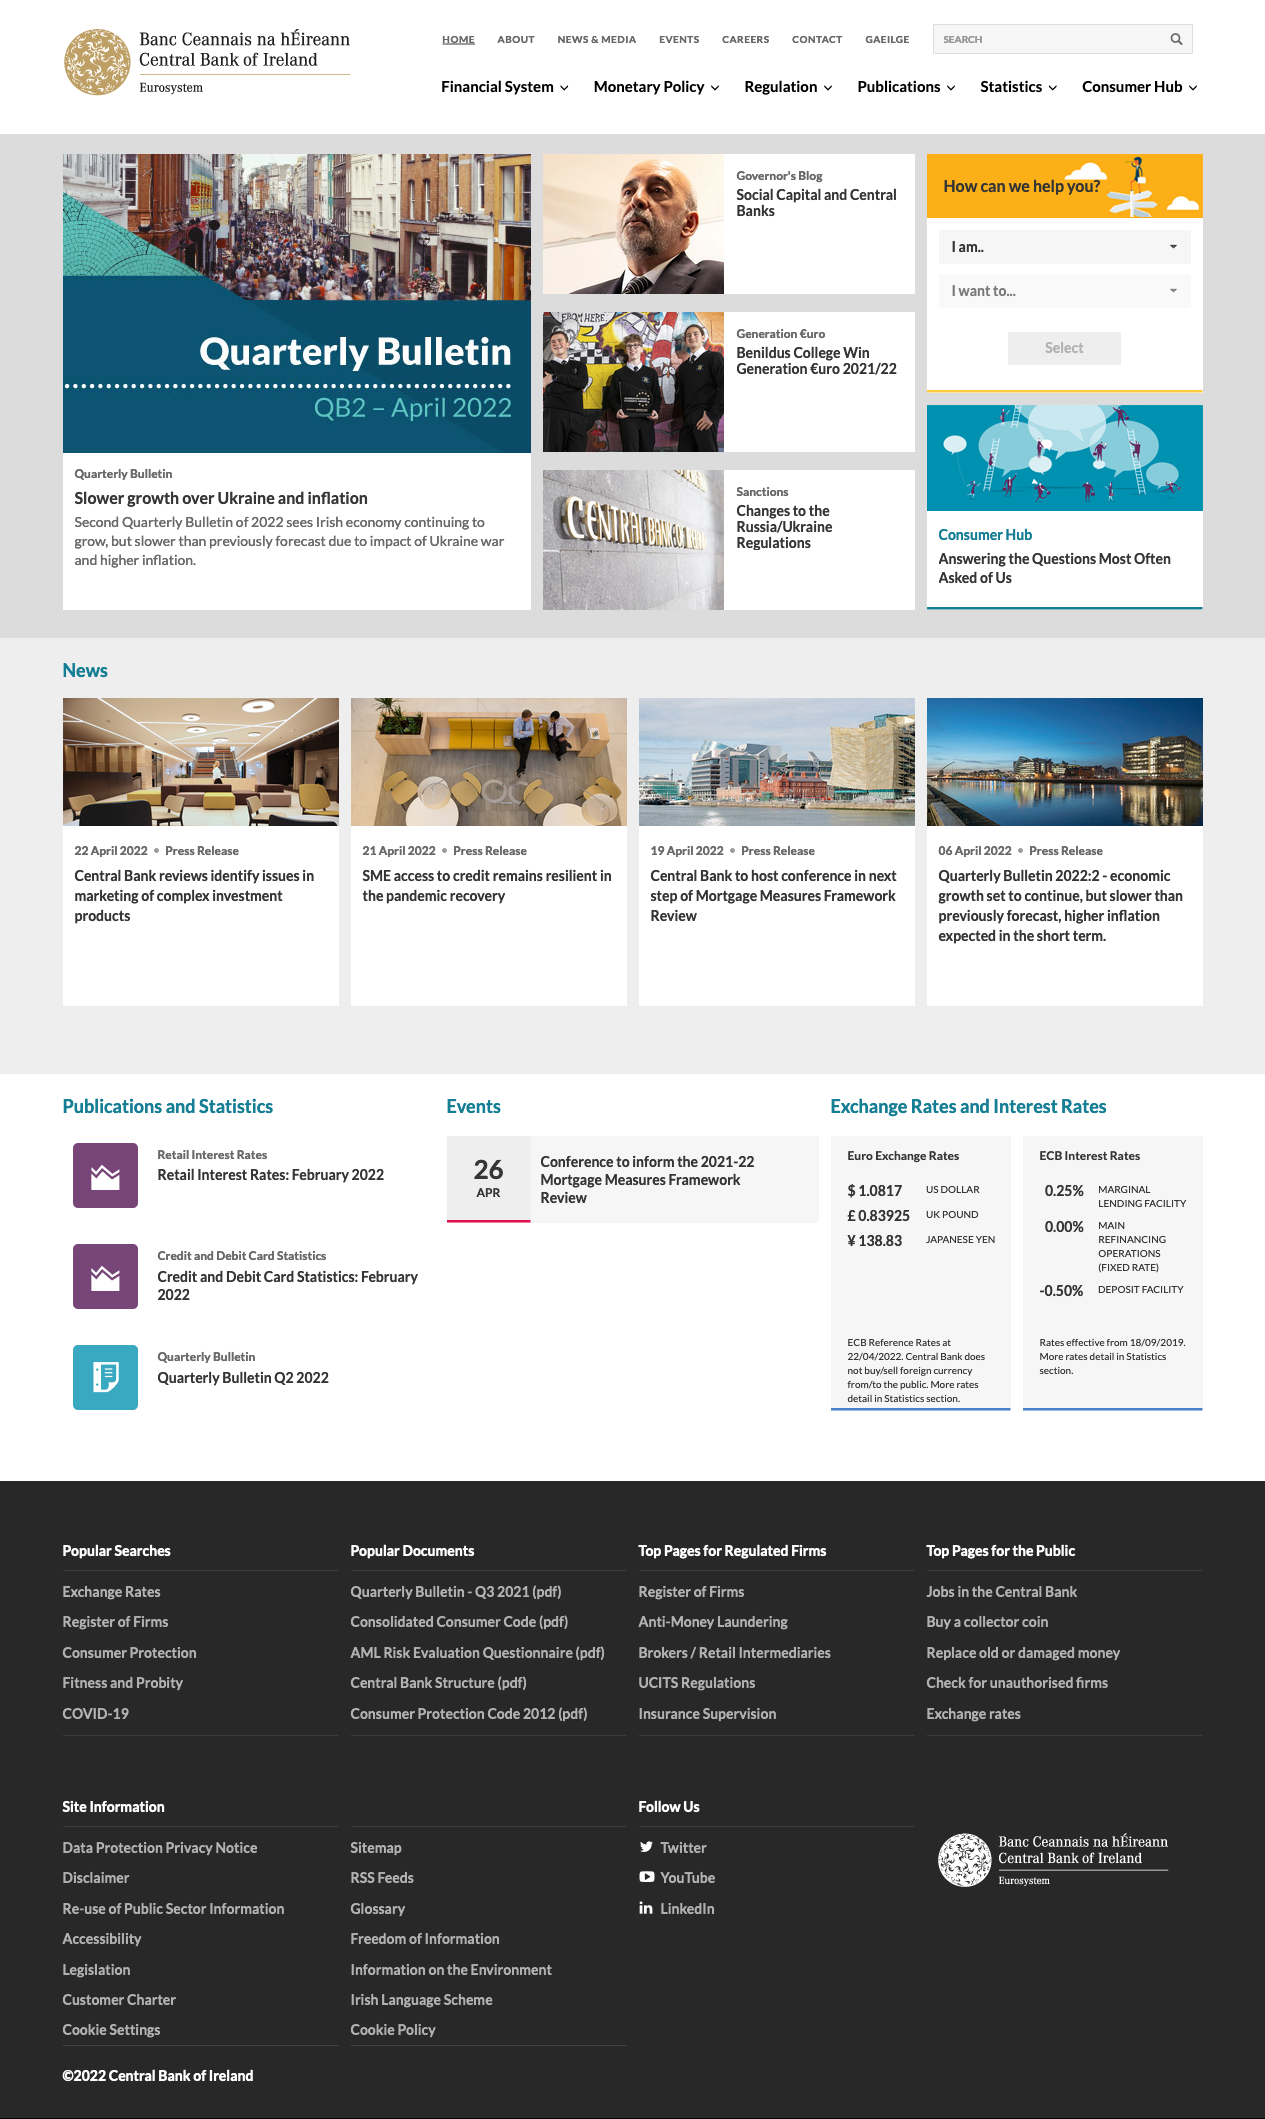 Banc Ceannais na hÉireann
Central Bank of Ireland
Eurosystem
HOME ABOUT NEWS & MEDIA EVENTS CAREERS CONTACT GAEILGE SEARCH
Financial System Monetary Policy Regulation Publications Statistics Consumer Hub
Quarterly Bulletin
QB2 – April 2022
Quarterly Bulletin
Slower growth over Ukraine and inflation
Second Quarterly Bulletin of 2022 sees Irish economy continuing to
grow, but slower than previously forecast due to impact of Ukraine war
and higher inflation.
Governor's Blog
Social Capital and Central
Banks
FROM HERE.
Generation €uro
Benildus College Win
Generation €uro 2021/22
CENTRAL BANK OF
Sanctions
Changes to the
Russia/Ukraine
Regulations
How can we help you?
I am..
I want to...
Select
Consumer Hub
Answering the Questions Most Often
Asked of Us
News
22 April 2022 • Press Release
Central Bank reviews identify issues in
marketing of complex investment
products
21 April 2022 • Press Release
SME access to credit remains resilient in
the pandemic recovery
19 April 2022 • Press Release
Central Bank to host conference in next
step of Mortgage Measures Framework
Review
06 April 2022 • Press Release
Quarterly Bulletin 2022:2 - economic
growth set to continue, but slower than
previously forecast, higher inflation
expected in the short term.
Publications and Statistics
Retail Interest Rates
Retail Interest Rates: February 2022
Credit and Debit Card Statistics
Credit and Debit Card Statistics: February
2022
Quarterly Bulletin
Quarterly Bulletin Q2 2022
Events
26
APR
Conference to inform the 2021-22
Mortgage Measures Framework
Review
Exchange Rates and Interest Rates
Euro Exchange Rates
$ 1.0817 US DOLLAR
£ 0.83925 UK POUND
¥ 138.83 JAPANESE YEN
ECB Reference Rates at
22/04/2022. Central Bank does
not buy/sell foreign currency
from/to the public. More rates
detail in Statistics section.
ECB Interest Rates
0.25% MARGINAL
LENDING FACILITY
0.00% MAIN
REFINANCING
OPERATIONS
(FIXED RATE)
-0.50% DEPOSIT FACILITY
Rates effective from 18/09/2019.
More rates detail in Statistics
section.
Popular Searches
Exchange Rates
Register of Firms
Consumer Protection
Fitness and Probity
COVID-19
Popular Documents
Quarterly Bulletin - Q3 2021 (pdf)
Consolidated Consumer Code (pdf)
AML Risk Evaluation Questionnaire (pdf)
Central Bank Structure (pdf)
Consumer Protection Code 2012 (pdf)
Top Pages for Regulated Firms
Register of Firms
Anti-Money Laundering
Brokers / Retail Intermediaries
UCITS Regulations
Insurance Supervision
Top Pages for the Public
Jobs in the Central Bank
Buy a collector coin
Replace old or damaged money
Check for unauthorised firms
Exchange rates
Site Information
Data Protection Privacy Notice
Disclaimer
Re-use of Public Sector Information
Accessibility
Legislation
Customer Charter
Cookie Settings
Sitemap
RSS Feeds
Glossary
Freedom of Information
Information on the Environment
Irish Language Scheme
Cookie Policy
Follow Us
Twitter
YouTube
LinkedIn
Banc Ceannais na hÉireann
Central Bank of Ireland
Eurosystem
©2022 Central Bank of Ireland